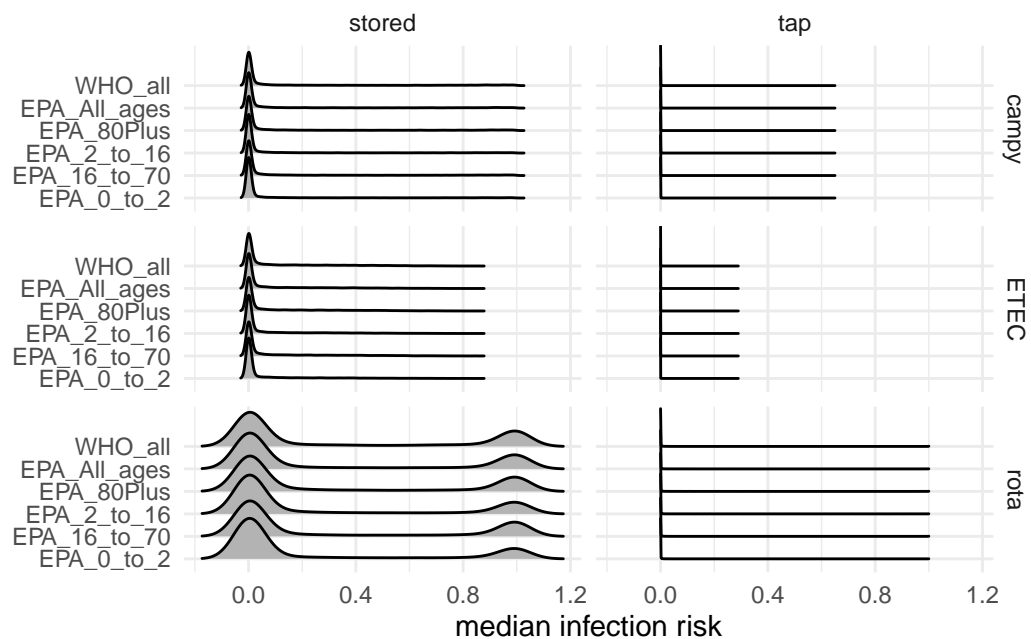 stored tap
WHO_all
EPA_All_ages
EPA_80Plus
EPA_2_to_16
EPA_16_to_70
EPA_0_to_2
campy
WHO_all
EPA_All_ages
EPA_80Plus
EPA_2_to_16
EPA_16_to_70
EPA_0_to_2
ETEC
WHO_all
EPA_All_ages
EPA_80Plus
EPA_2_to_16
EPA_16_to_70
EPA_0_to_2
rota
0.0 0.4 0.8 1.2 0.0 0.4 0.8 1.2
median infection risk